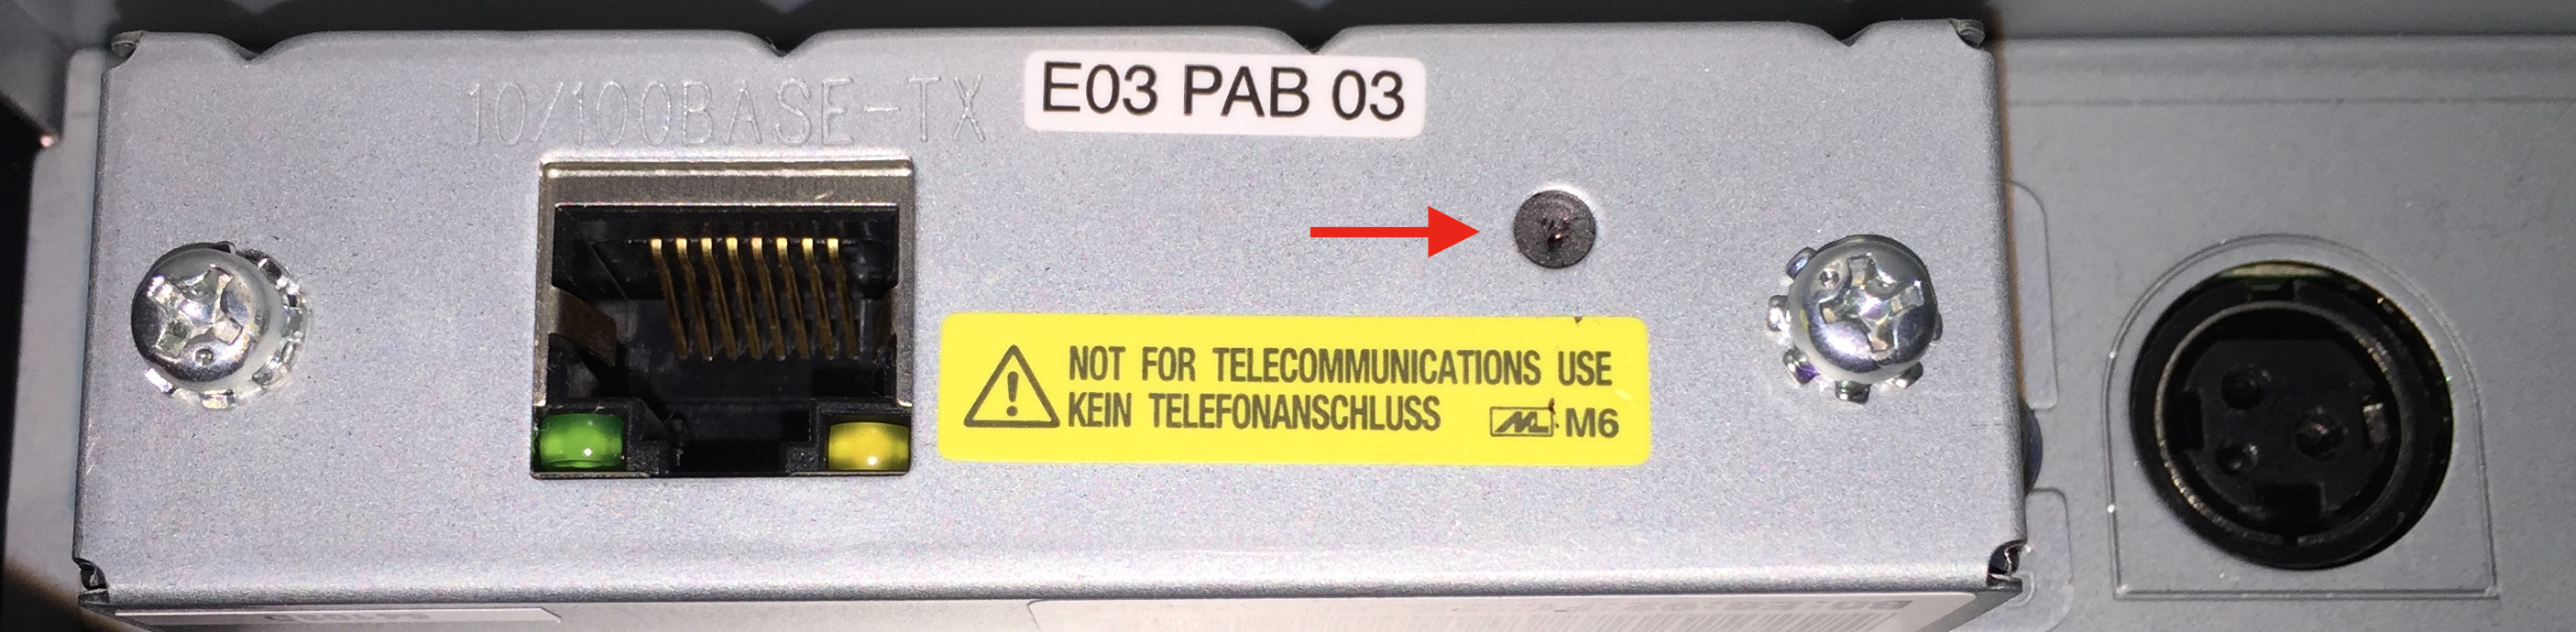 10/100BASE-TX
E03 PAB 03
NOT FOR TELECOMMUNICATIONS USE
KEIN TELEFONANSCHLUSS
M6